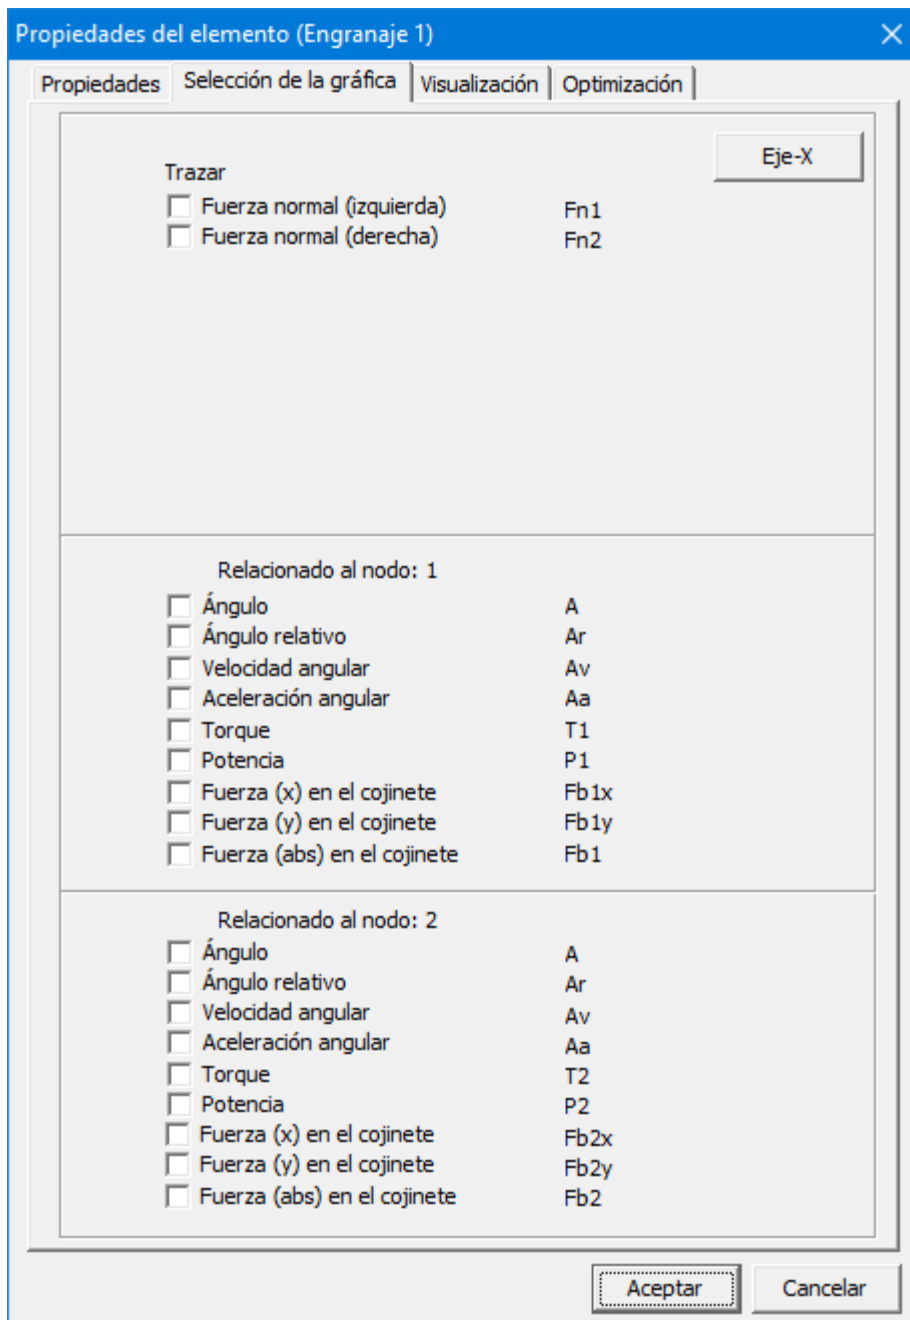 Propiedades del elemento (Engranaje 1)
Propiedades Selección de la gráfica Visualización Optimización
Eje-X
Trazar
Fuerza normal (izquierda) Fn1
Fuerza normal (derecha) Fn2
Relacionado al nodo: 1
Ángulo A
Ángulo relativo Ar
Velocidad angular Av
Aceleración angular Aa
Torque T1
Potencia P1
Fuerza (x) en el cojinete Fb1x
Fuerza (y) en el cojinete Fb1y
Fuerza (abs) en el cojinete Fb1
Relacionado al nodo: 2
Ángulo A
Ángulo relativo Ar
Velocidad angular Av
Aceleración angular Aa
Torque T2
Potencia P2
Fuerza (x) en el cojinete Fb2x
Fuerza (y) en el cojinete Fb2y
Fuerza (abs) en el cojinete Fb2
Aceptar Cancelar